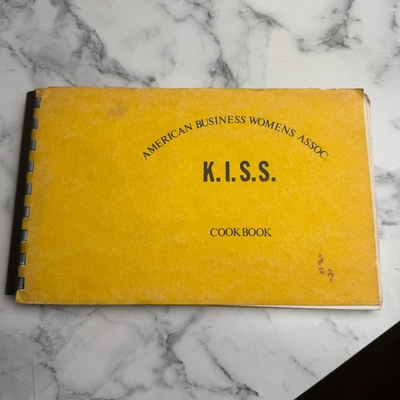 AMERICAN BUSINESS WOMENS ASSOC.
K.I.S.S.
COOKBOOK